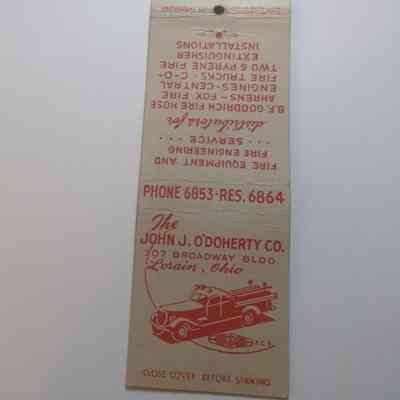 FIRE EQUIPMENT AND
FIRE ENGINEERING
... SERVICE ...
distributors for
B.F. GOODRICH FIRE HOSE
AHRENS - FOX FIRE
ENGINES - CENTRAL
FIRE TRUCKS - C-O-
TWO & PYRENE FIRE
EXTINGUISHER
INSTALLATIONS
PHONE 6853 - RES. 6864
The
JOHN J. O'DOHERTY CO.
07 BROADWAY BLDG.
Lorain, Ohio
CLOSE COVER BEFORE STRIKING